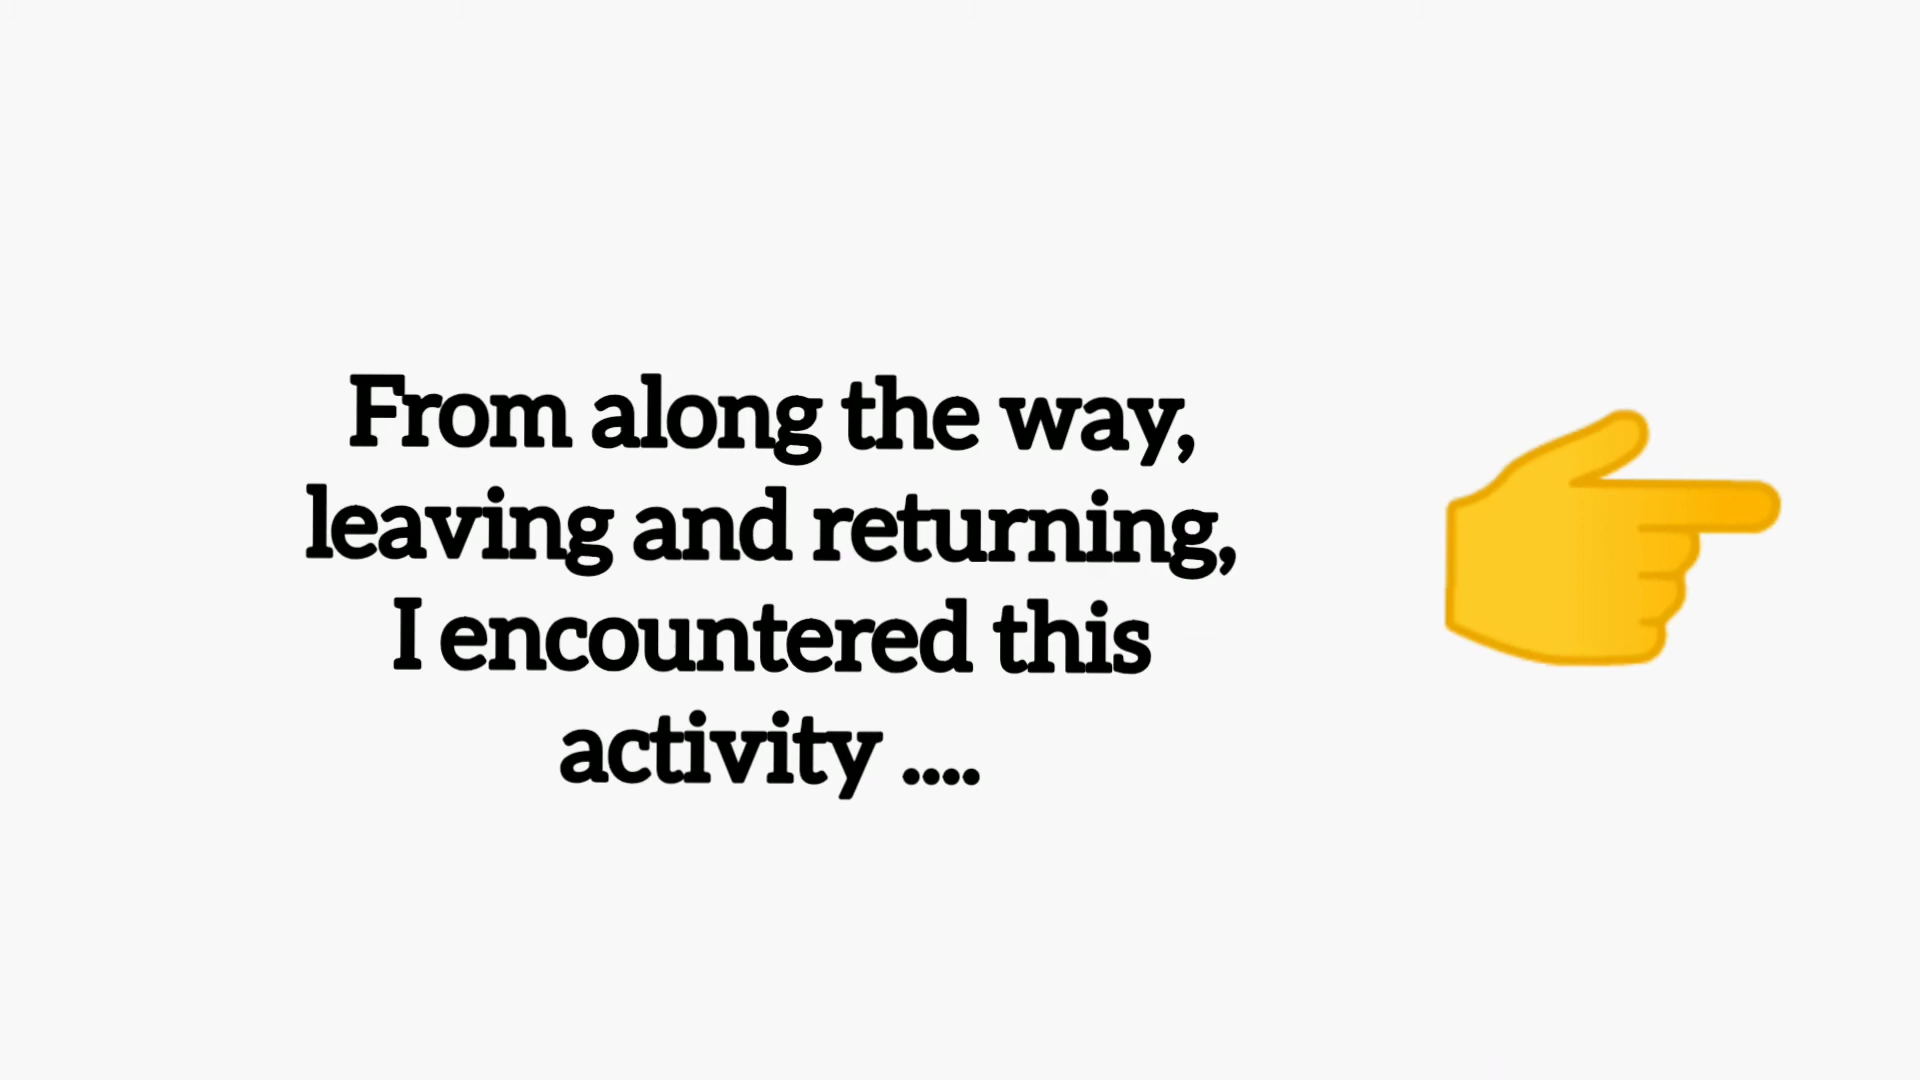 From along the way,
leaving and returning,
I encountered this
activity ....